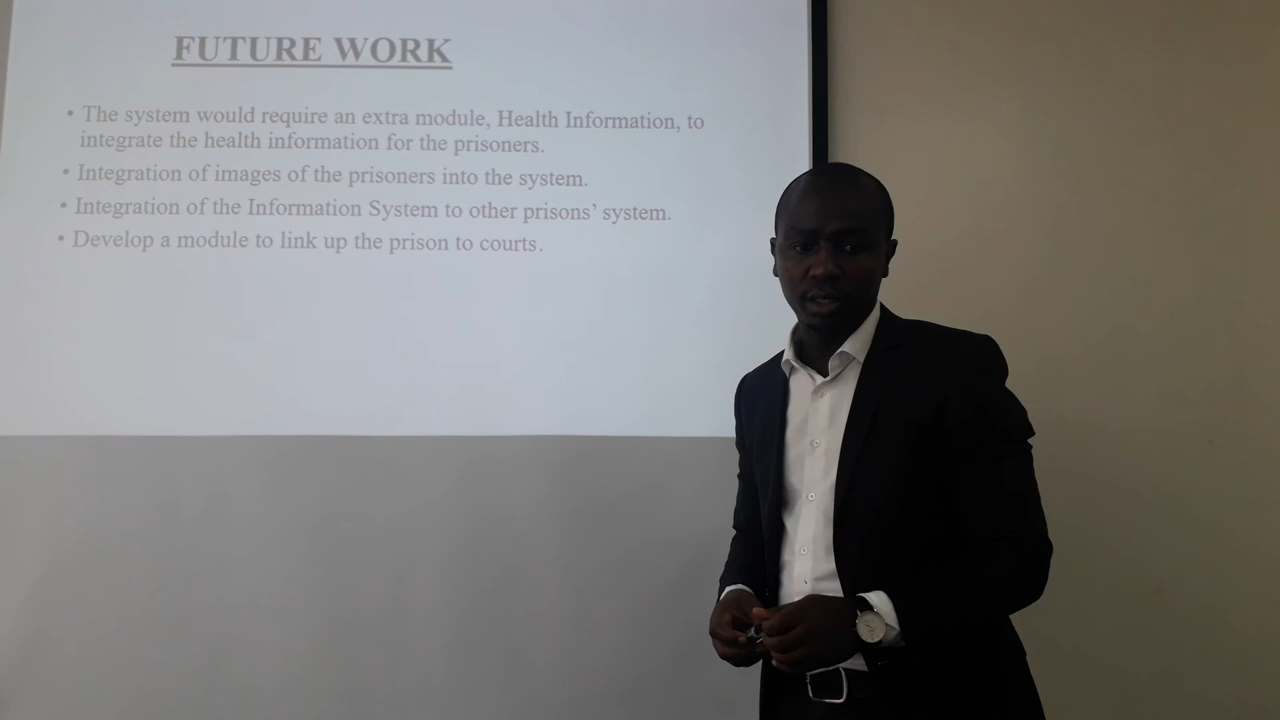 FUTURE WORK
• The system would require an extra module, Health Information, to
integrate the health information for the prisoners.
• Integration of images of the prisoners into the system.
• Integration of the Information System to other prisons’ system.
• Develop a module to link up the prison to courts.